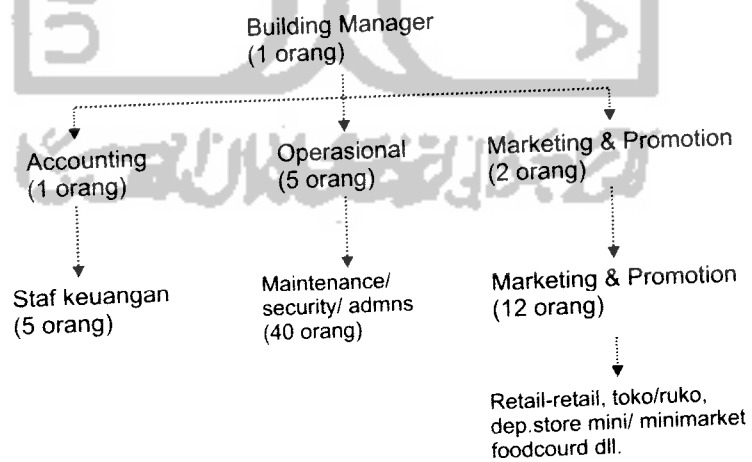 Building Manager
(1 orang)
Accounting
(1 orang)
Operasional
(5 orang)
Marketing & Promotion
(2 orang)
Staf keuangan
(5 orang)
Maintenance/
security/ admns
(40 orang)
Marketing & Promotion
(12 orang)
Retail-retail, toko/ruko,
dep.store mini/ minimarket
foodcourd dll.